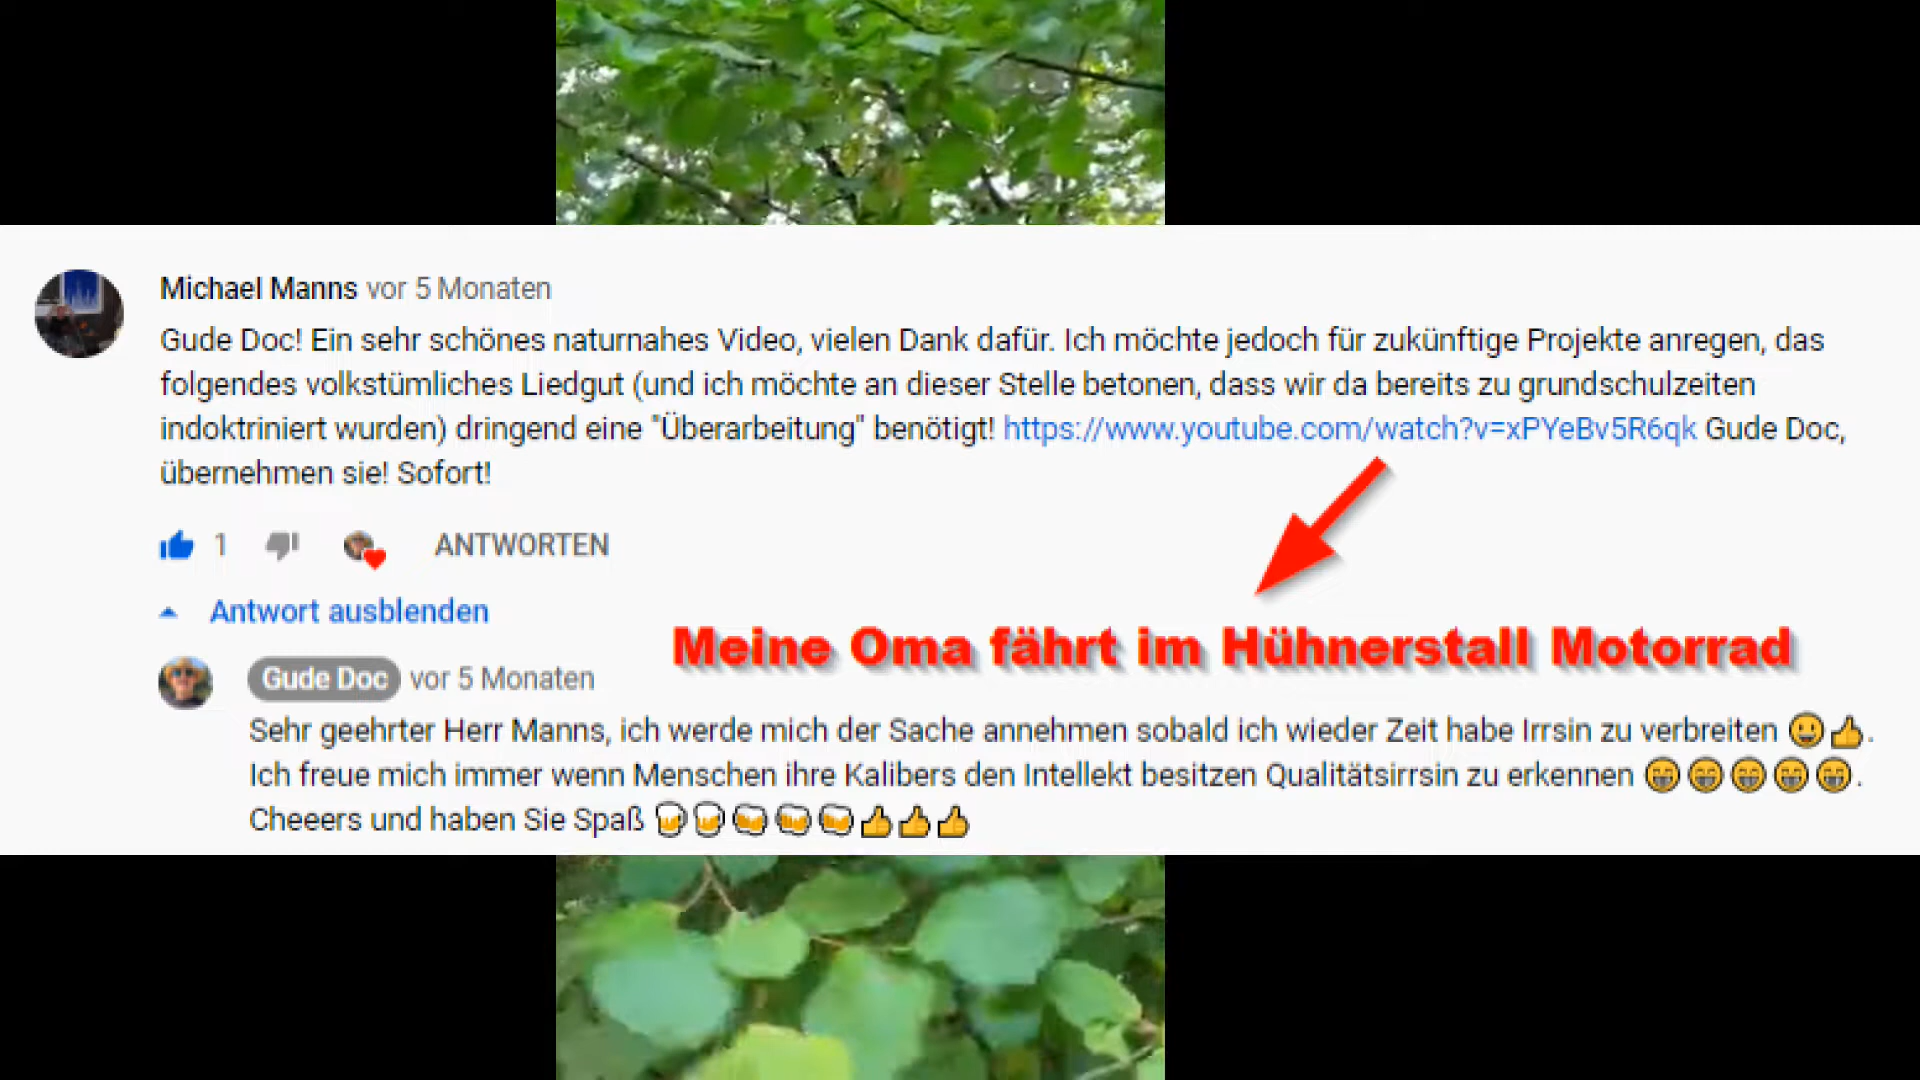 Michael Manns vor 5 Monaten
Gude Doc! Ein sehr schönes naturnahes Video, vielen Dank dafür. Ich möchte jedoch für zukünftige Projekte anregen, das
folgendes volkstümliches Liedgut (und ich möchte an dieser Stelle betonen, dass wir da bereits zu grundschulzeiten
indoktriniert wurden) dringend eine "Überarbeitung" benötigt! https://www.youtube.com/watch?v=xPYeBv5R6qk Gude Doc,
übernehmen sie! Sofort!
1 ANTWORTEN
Antwort ausblenden
Meine Oma fährt im Hühnerstall Motorrad
Gude Doc vor 5 Monaten
Sehr geehrter Herr Manns, ich werde mich der Sache annehmen sobald ich wieder Zeit habe Irrsin zu verbreiten 😀👍.
Ich freue mich immer wenn Menschen ihre Kalibers den Intellekt besitzen Qualitätsirrsin zu erkennen 😁😁😁😁😁.
Cheeers und haben Sie Spaß 🍺🍺🍻🍻🍻👍👍👍